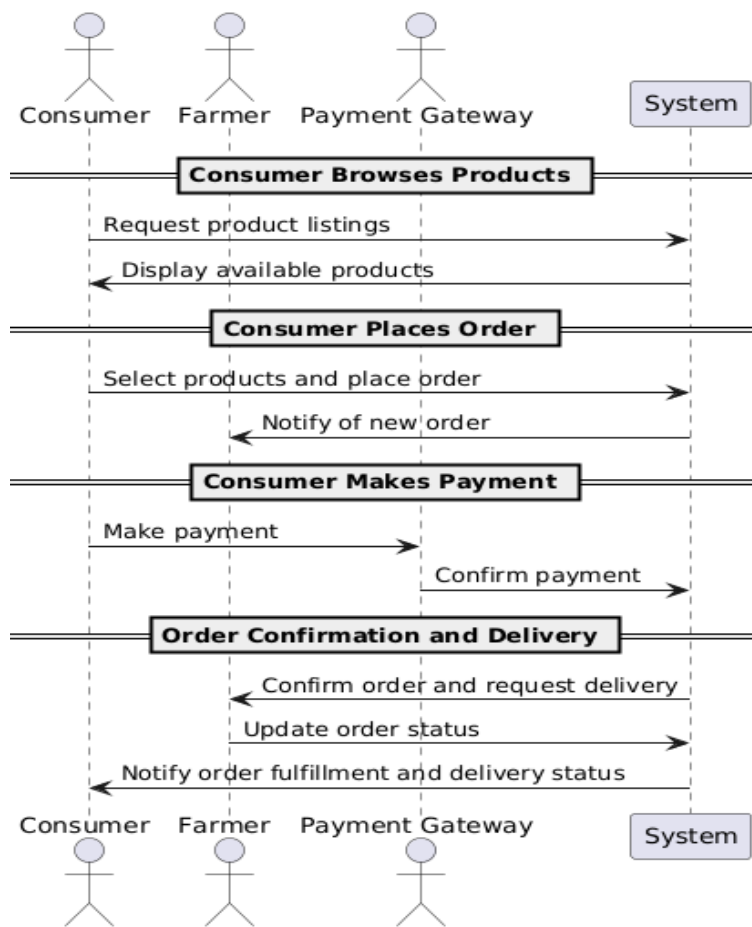 Consumer Farmer Payment Gateway System
Consumer Browses Products
Request product listings
Display available products
Consumer Places Order
Select products and place order
Notify of new order
Consumer Makes Payment
Make payment
Confirm payment
Order Confirmation and Delivery
Confirm order and request delivery
Update order status
Notify order fulfillment and delivery status
Consumer Farmer Payment Gateway System